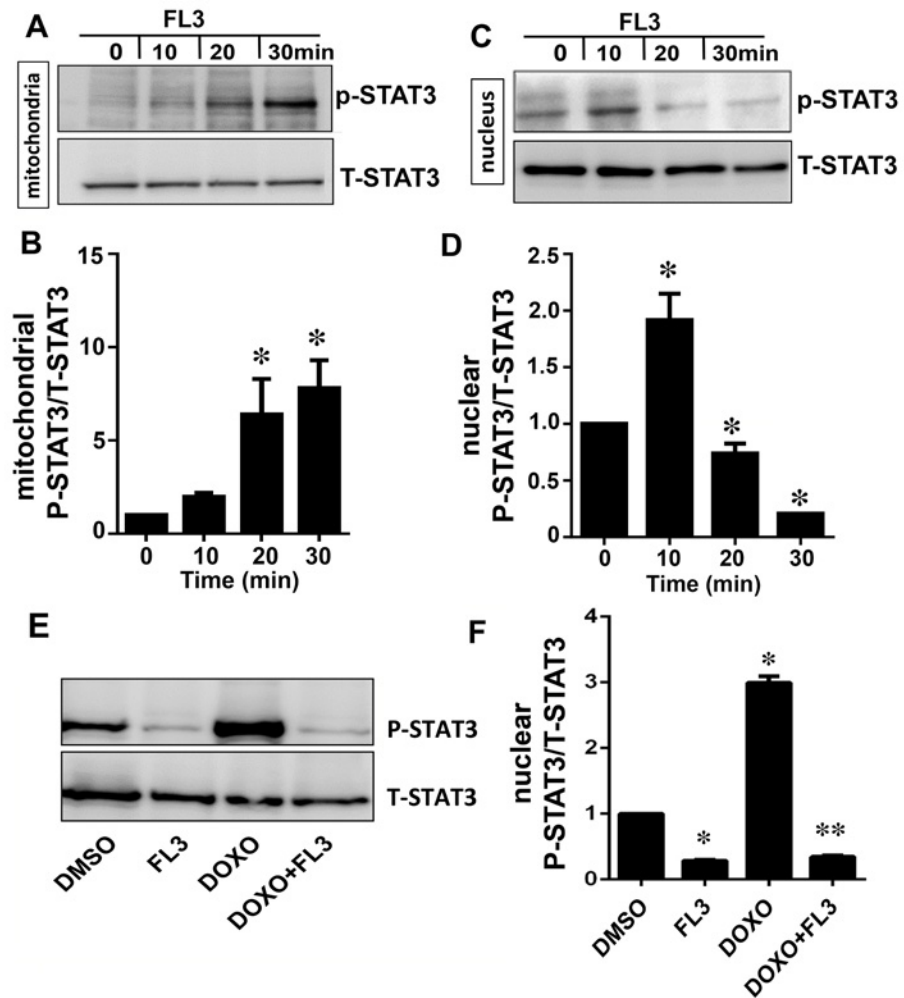 A
FL3
0 10 20 30min
mitochondria
p-STAT3
T-STAT3
C
FL3
0 10 20 30min
nucleus
p-STAT3
T-STAT3
B
mitochondrial
P-STAT3/T-STAT3
15
10
5
0
*
*
0 10 20 30
Time (min)
D
nuclear
P-STAT3/T-STAT3
2.5
2.0
1.5
1.0
0.5
0
*
*
*
0 10 20 30
Time (min)
E
P-STAT3
T-STAT3
DMSO
FL3
DOXO
DOXO+FL3
F
nuclear
P-STAT3/T-STAT3
4
3
2
1
0
*
*
**
DMSO
FL3
DOXO
DOXO+FL3